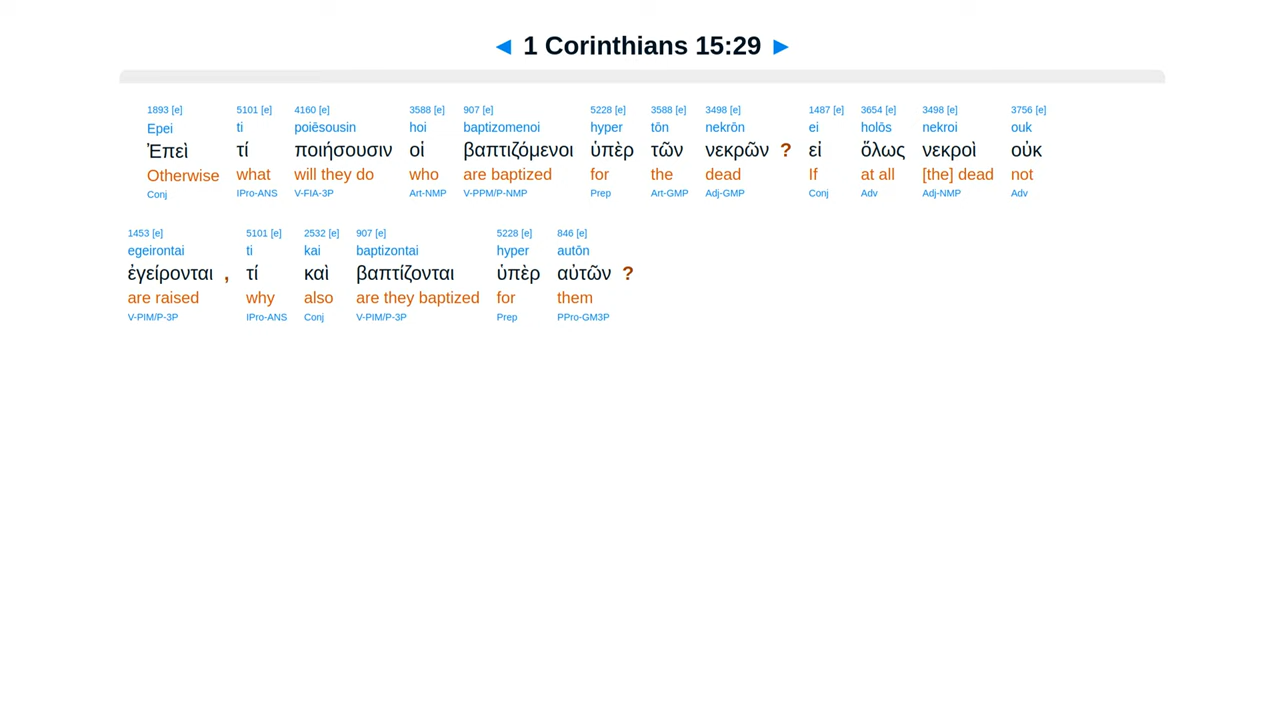 ◄ 1 Corinthians 15:29 ►
1893 [e] 5101 [e] 4160 [e] 3588 [e] 907 [e] 5228 [e] 3588 [e] 3498 [e] 1487 [e] 3654 [e] 3498 [e] 3756 [e]
Epei ti poiēsousin hoi baptizomenoi hyper tōn nekrōn ei holōs nekroi ouk
Ἐπεὶ τί ποιήσουσιν οἱ βαπτιζόμενοι ὑπὲρ τῶν νεκρῶν ? εἰ ὅλως νεκροὶ οὐκ
Otherwise what will they do who are baptized for the dead If at all [the] dead not
Conj IPro-ANS V-FIA-3P Art-NMP V-PPM/P-NMP Prep Art-GMP Adj-GMP Conj Adv Adj-NMP Adv
1453 [e] 5101 [e] 2532 [e] 907 [e] 5228 [e] 846 [e]
egeirontai ti kai baptizontai hyper autōn
ἐγείρονται , τί καὶ βαπτίζονται ὑπὲρ αὐτῶν ?
are raised why also are they baptized for them
V-PIM/P-3P IPro-ANS Conj V-PIM/P-3P Prep PPro-GM3P